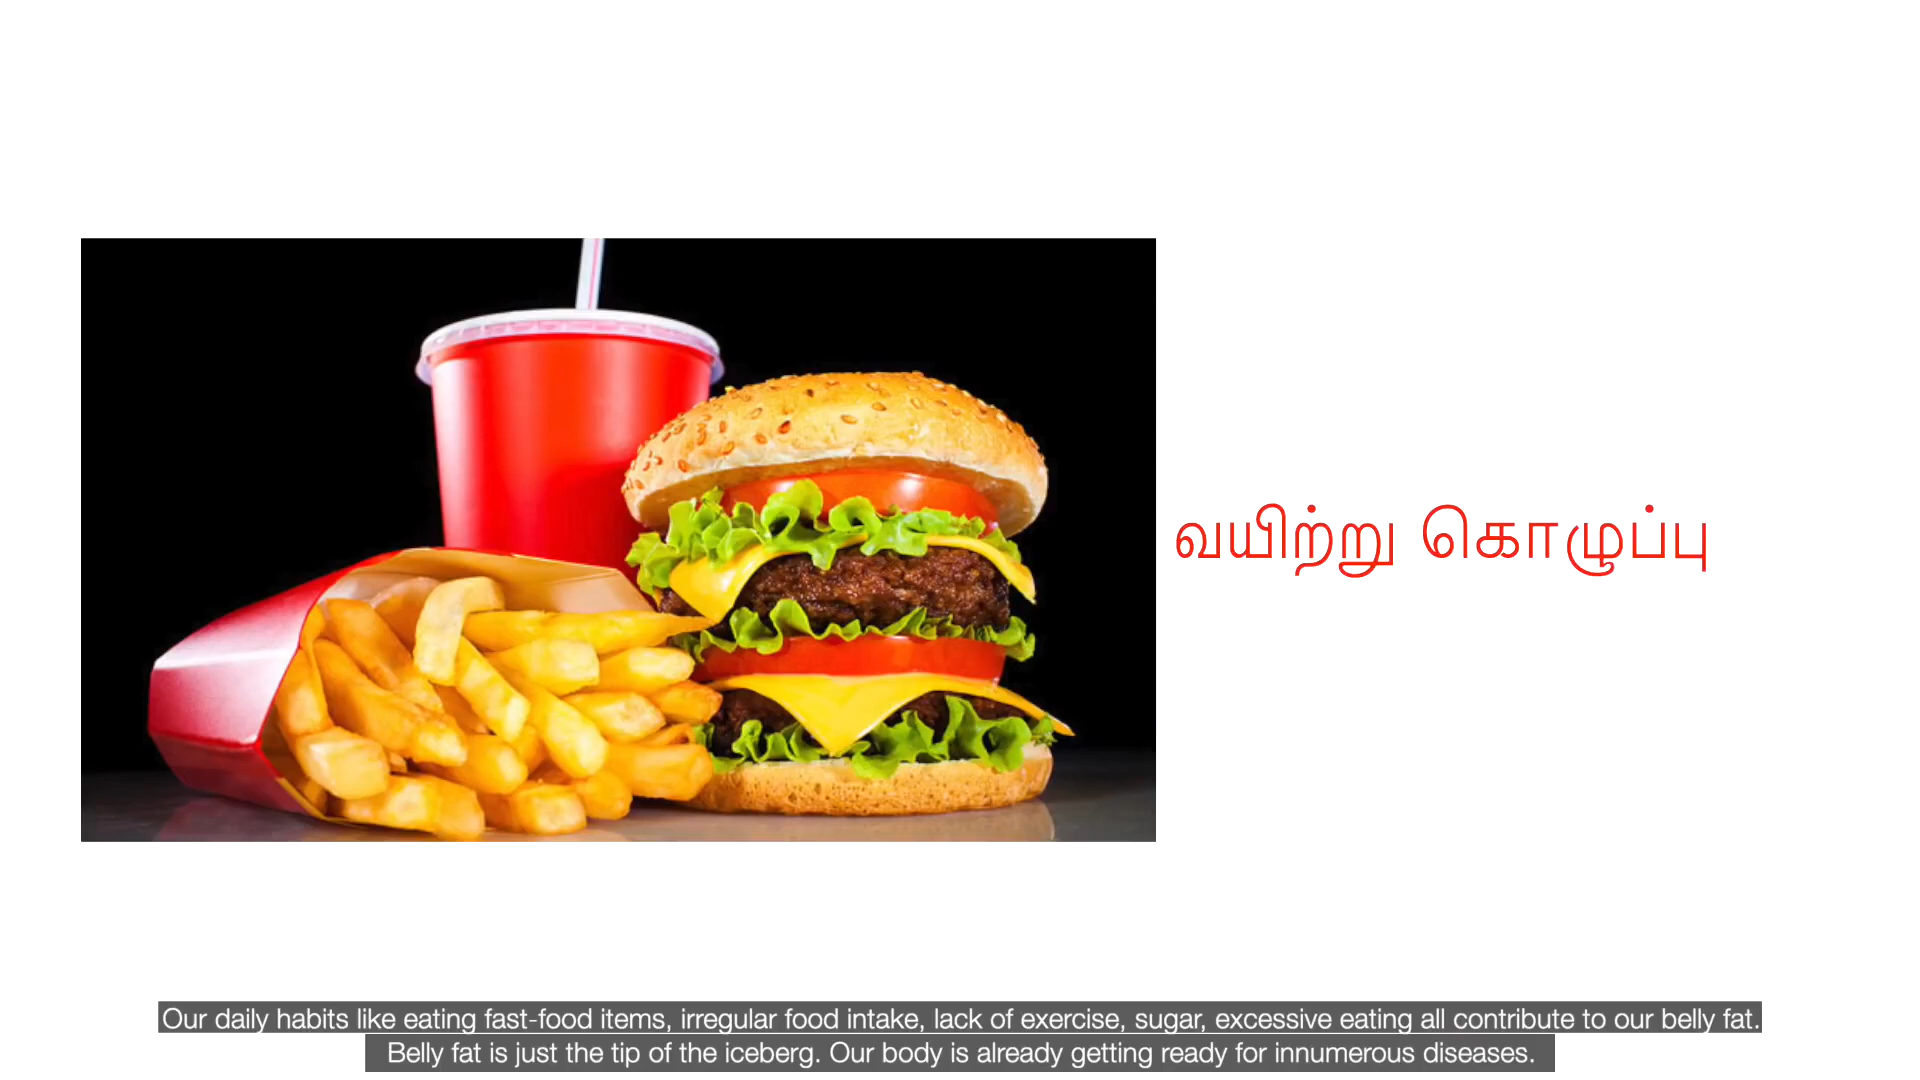 வயிற்று கொழுப்பு
Our daily habits like eating fast-food items, irregular food intake, lack of exercise, sugar, excessive eating all contribute to our belly fat.
Belly fat is just the tip of the iceberg. Our body is already getting ready for innumerous diseases.